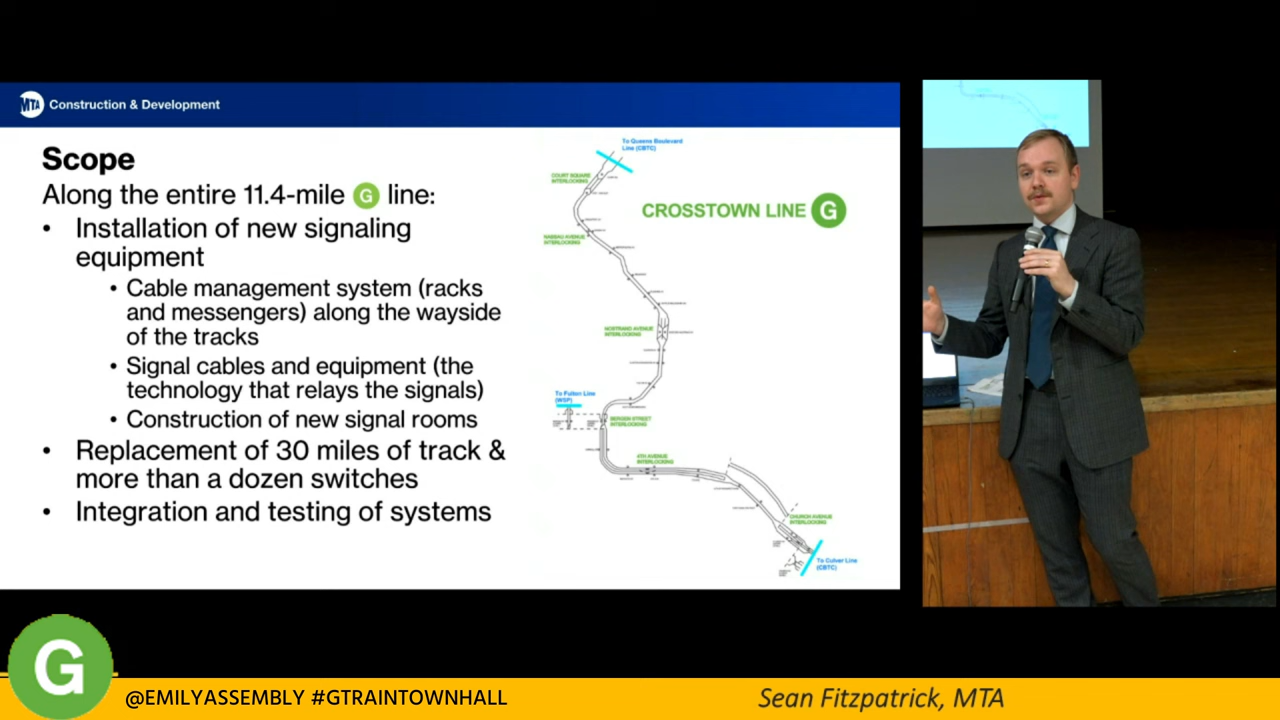 MTA Construction & Development
Scope
Along the entire 11.4-mile G line:
• Installation of new signaling
equipment
• Cable management system (racks
and messengers) along the wayside
of the tracks
• Signal cables and equipment (the
technology that relays the signals)
• Construction of new signal rooms
• Replacement of 30 miles of track &
more than a dozen switches
• Integration and testing of systems
To Queens Boulevard
Line (CBTC)
COURT SQUARE
INTERLOCKING
CROSSTOWN LINE G
NASSAU AVENUE
INTERLOCKING
NOSTRAND AVENUE
INTERLOCKING
To Fulton Line
(WSP)
BERGEN STREET
INTERLOCKING
4TH AVENUE
INTERLOCKING
CHURCH AVENUE
INTERLOCKING
To Culver Line
(CBTC)
G
@EMILYASSEMBLY #GTRAINTOWNHALL
Sean Fitzpatrick, MTA